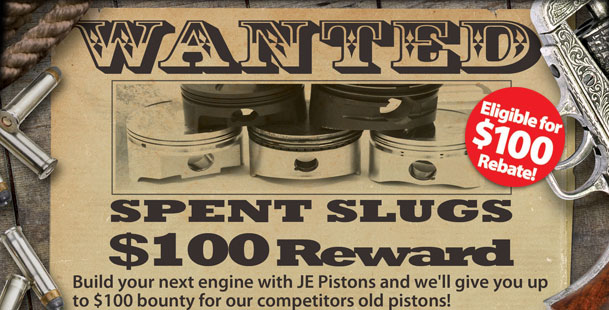 WANTED
Eligible for
$100
Rebate!
SPENT SLUGS
$100 Reward
Build your next engine with JE Pistons and we'll give you up
to $100 bounty for our competitors old pistons!